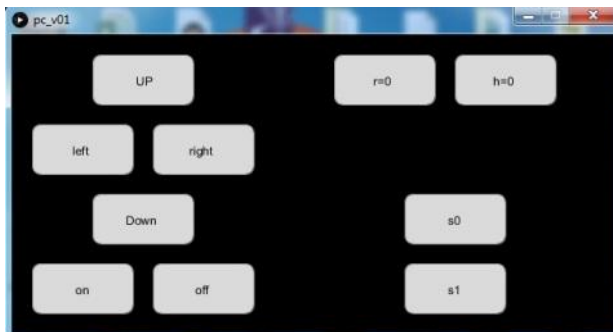 pc_v01
UP
r=0
h=0
left
right
Down
s0
on
off
s1